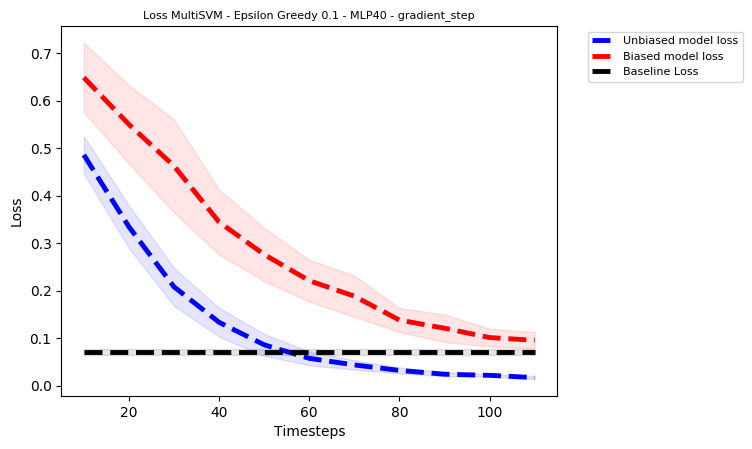 Loss MultiSVM - Epsilon Greedy 0.1 - MLP40 - gradient_step
Unbiased model loss
Biased model loss
Baseline Loss
Loss
0.7
0.6
0.5
0.4
0.3
0.2
0.1
0.0
20 40 60 80 100
Timesteps